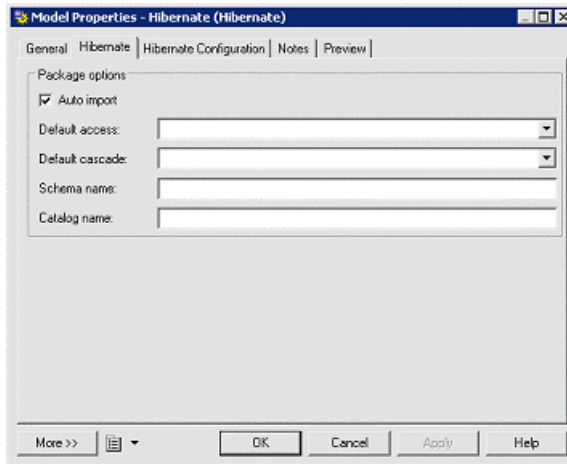 Model Properties - Hibernate (Hibernate)
General Hibernate Hibernate Configuration Notes Preview
Package options
Auto import
Default access:
Default cascade:
Schema name:
Catalog name:
More >> OK Cancel Apply Help